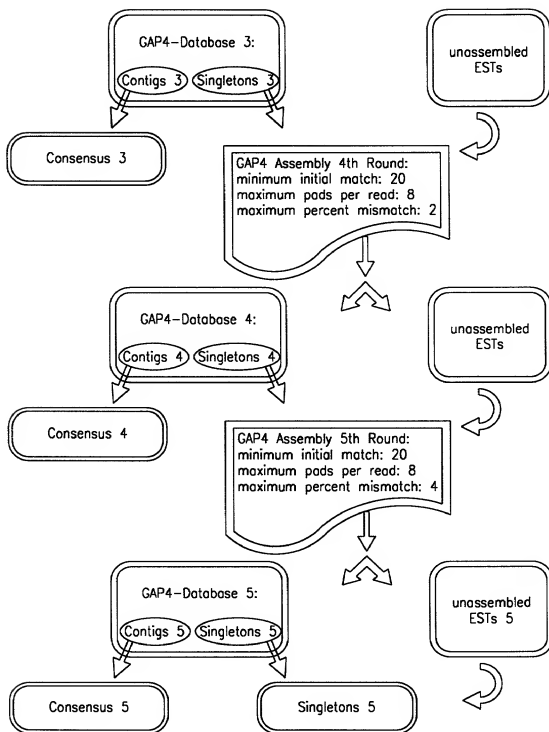 GAP4-Database 3:
Contigs 3
Singletons 3
unassembled
ESTs
Consensus 3
GAP4 Assembly 4th Round:
minimum initial match: 20
maximum pads per read: 8
maximum percent mismatch: 2
GAP4-Database 4:
Contigs 4
Singletons 4
unassembled
ESTs
Consensus 4
GAP4 Assembly 5th Round:
minimum initial match: 20
maximum pads per read: 8
maximum percent mismatch: 4
GAP4-Database 5:
Contigs 5
Singletons 5
unassembled
ESTs 5
Consensus 5
Singletons 5